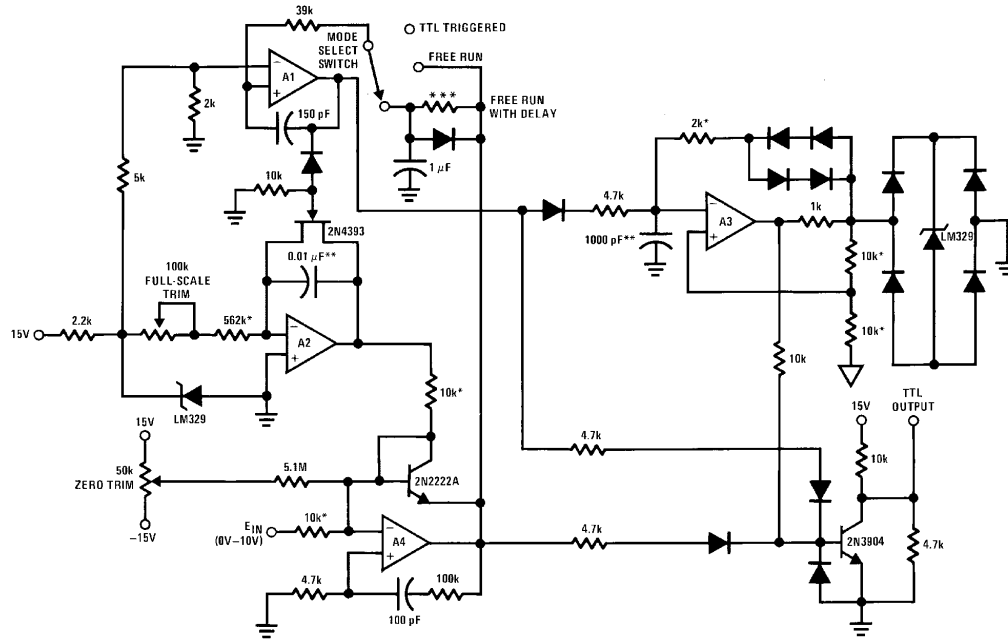 39k
MODE
SELECT
SWITCH
TTL TRIGGERED
FREE RUN
A1
−
+
2k
150 pF
***
FREE RUN
WITH DELAY
1 µF
5k
10k
2N4393
0.01 µF**
100k
FULL-SCALE
TRIM
15V
2.2k
562k*
A2
−
+
LM329
10k*
4.7k
1000 pF**
2k*
A3
−
+
1k
10k*
10k*
LM329
10k
15V
50k
ZERO TRIM
−15V
5.1M
2N2222A
EIN
(0V–10V)
10k*
A4
−
+
4.7k
100 pF
100k
4.7k
4.7k
15V
TTL
OUTPUT
10k
2N3904
4.7k